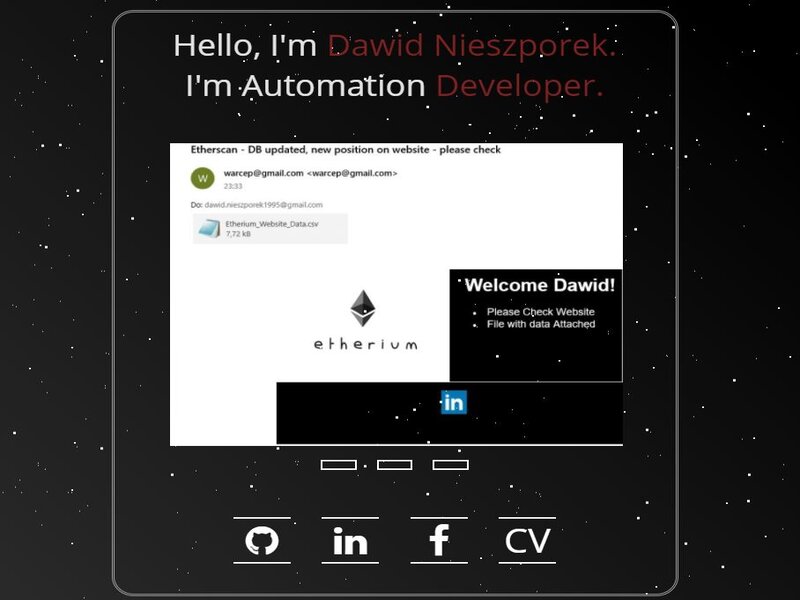 Hello, I'm Dawid Nieszporek.
I'm Automation Developer.
Etherscan - DB updated, new position on website - please check
W
warcep@gmail.com <warcep@gmail.com>
23:33
Do: dawid.nieszporek1995@gmail.com
Etherium_Website_Data.csv
7,72 kB
Welcome Dawid!
• Please Check Website
• File with data Attached
etherium
in
in
f
CV